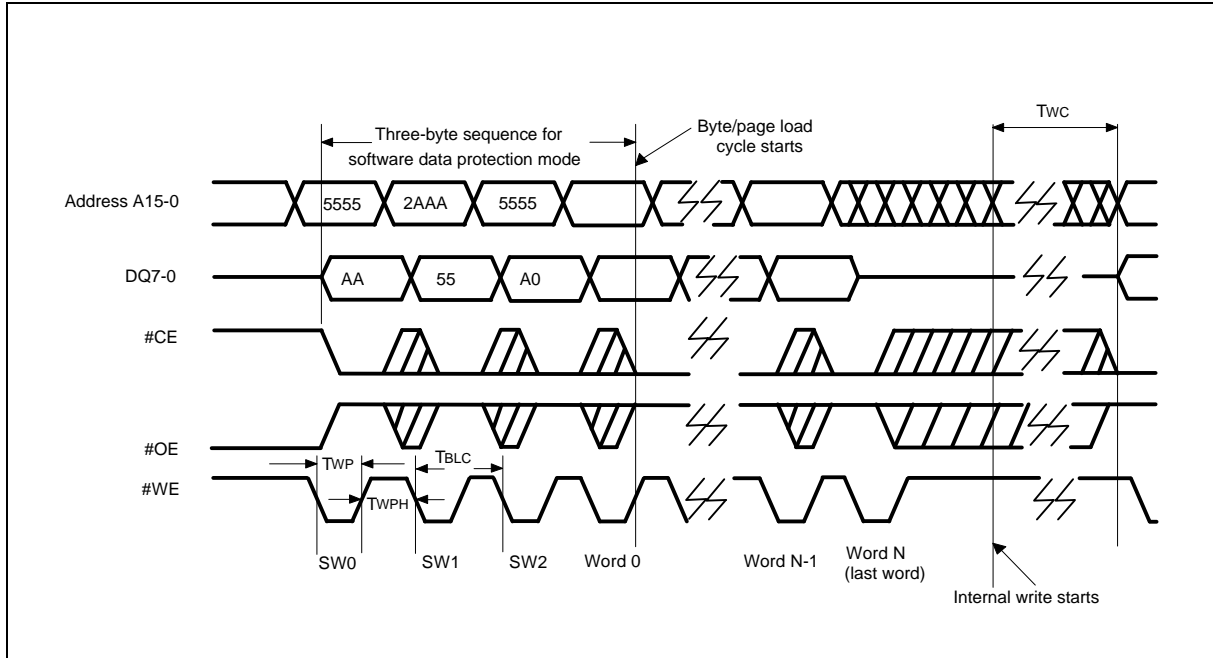 TWC
Three-byte sequence for
software data protection mode
Byte/page load
cycle starts
Address A15-0
5555
2AAA
5555
DQ7-0
AA
55
A0
#CE
#OE
TWP
TBLC
#WE
TWPH
SW0
SW1
SW2
Word 0
Word N-1
Word N
(last word)
Internal write starts